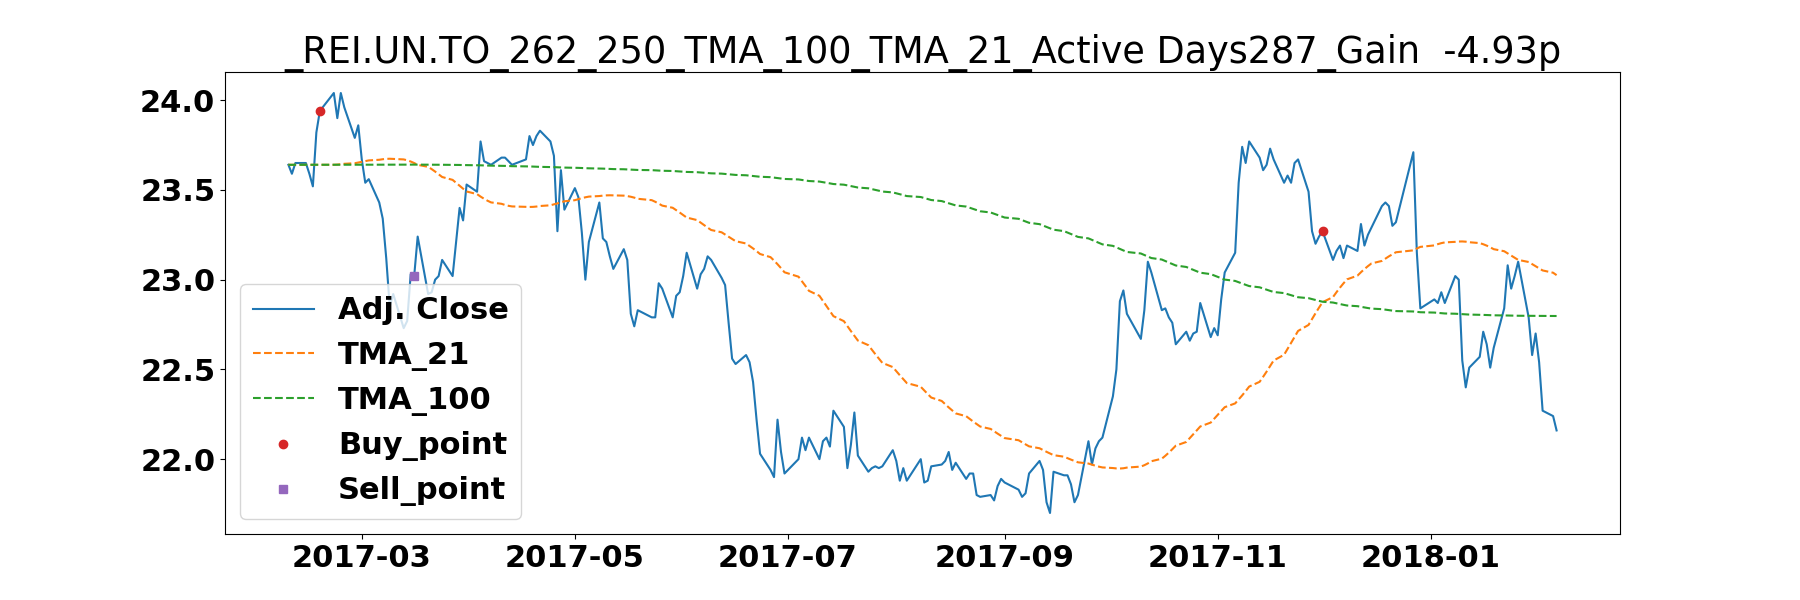 _REI.UN.TO_262_250_TMA_100_TMA_21_Active Days287_Gain  -4.93p
24.0
23.5
23.0
22.5
22.0
Adj. Close
TMA_21
TMA_100
Buy_point
Sell_point
2017-03 2017-05 2017-07 2017-09 2017-11 2018-01